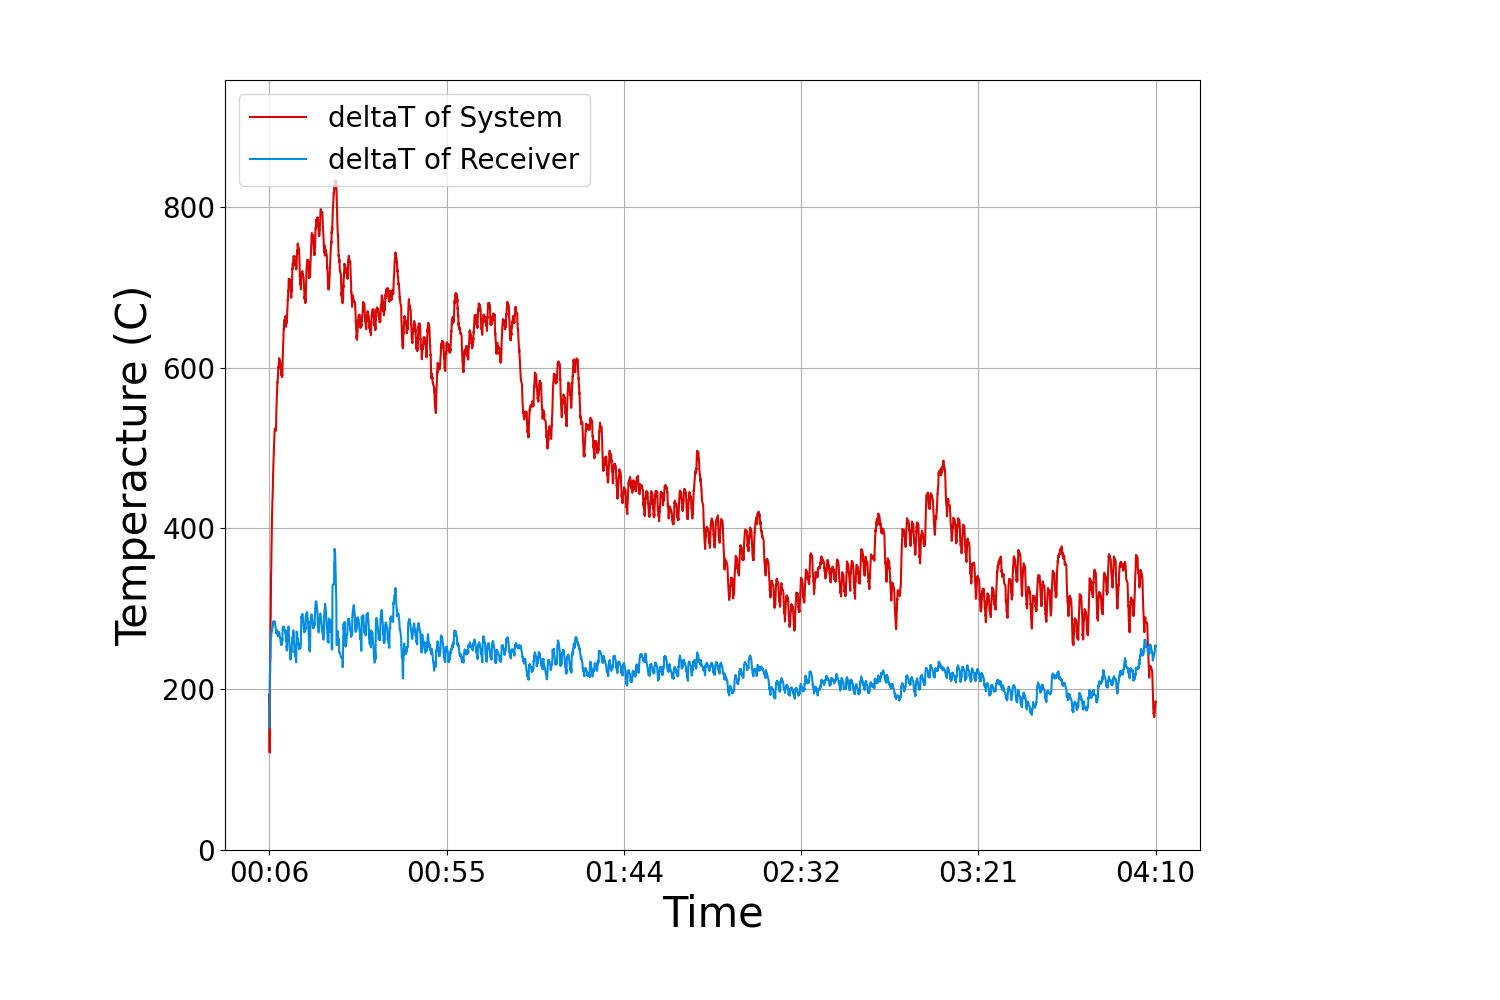 deltaT of System
deltaT of Receiver
800
600
400
200
0
Temperacture (C)
00:06 00:55 01:44 02:32 03:21 04:10
Time